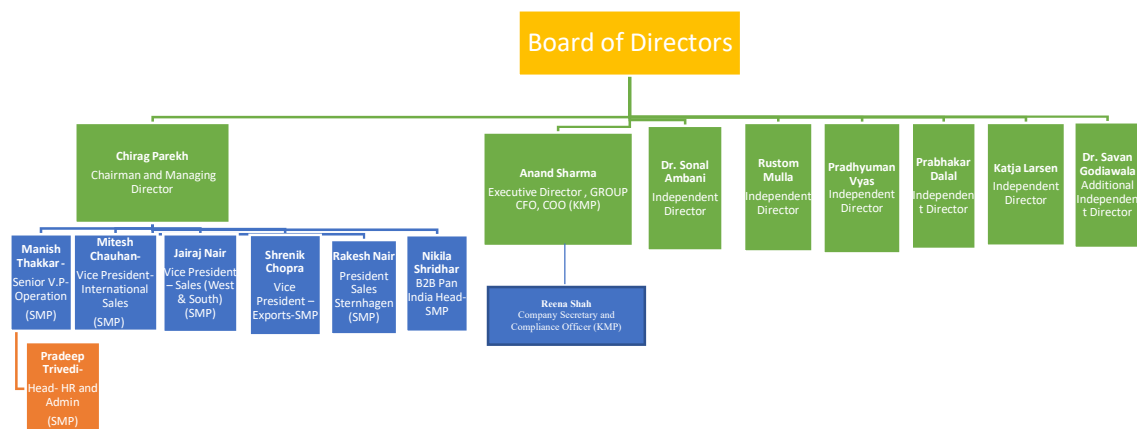 Board of Directors
Chirag Parekh
Chairman and Managing
Director
Anand Sharma
Executive Director , GROUP
CFO, COO (KMP)
Dr. Sonal
Ambani
Independent
Director
Rustom
Mulla
Independent
Director
Pradhyuman
Vyas
Independent
Director
Prabhakar
Dalal
Independen
t Director
Katja Larsen
Independent
Director
Dr. Savan
Godiawala
Additional
Independen
t Director
Manish
Thakkar -
Senior V.P-
Operation
(SMP)
Mitesh
Chauhan-
Vice President-
International
Sales
(SMP)
Jairaj Nair
Vice President
– Sales (West
& South)
(SMP)
Shrenik
Chopra
Vice
President –
Exports-SMP
Rakesh Nair
President
Sales
Sternhagen
(SMP)
Nikila
Shridhar
B2B Pan
India Head-
SMP
Reena Shah
Company Secretary and
Compliance Officer (KMP)
Pradeep
Trivedi-
Head- HR and
Admin
(SMP)